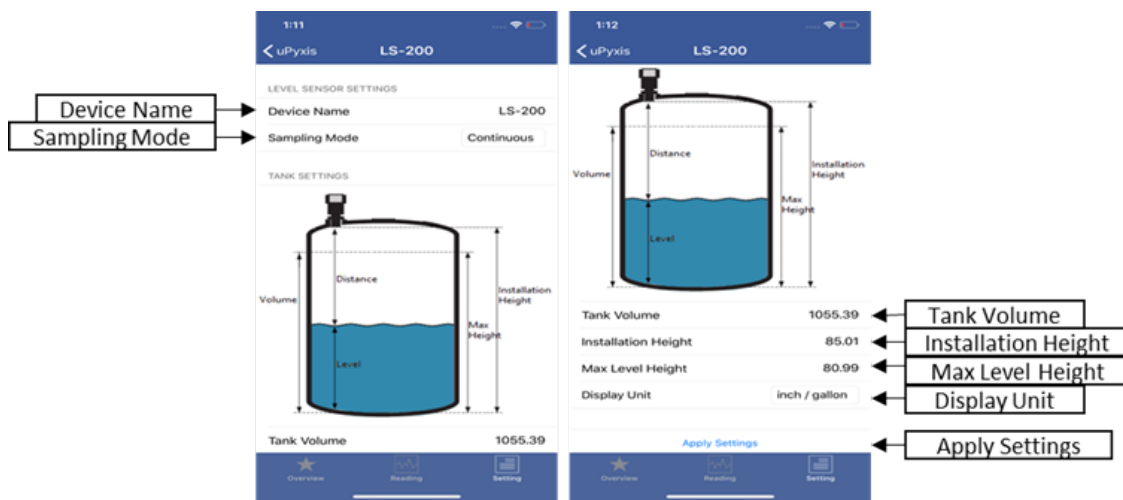 Device Name
Sampling Mode
1:11
uPyxis LS-200
LEVEL SENSOR SETTINGS
Device Name LS-200
Sampling Mode Continuous
TANK SETTINGS
Distance
Volume
Installation
Height
Max
Height
Level
Tank Volume 1055.39
Overview Reading Setting
1:12
uPyxis LS-200
Distance
Volume
Installation
Height
Max
Height
Level
Tank Volume 1055.39
Installation Height 85.01
Max Level Height 80.99
Display Unit inch / gallon
Apply Settings
Overview Reading Setting
Tank Volume
Installation Height
Max Level Height
Display Unit
Apply Settings